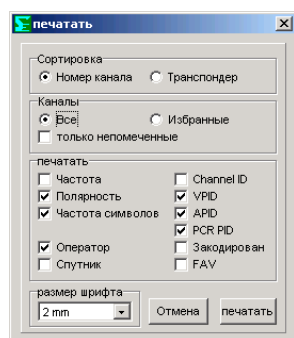 печатать
Сортировка
Номер канала Транспондер
Каналы
Все Избранные
только непомеченные
печатать
Частота Channel ID
Полярность VPID
Частота символов APID
PCR PID
Оператор Закодирован
Спутник FAV
размер шрифта
2 mm Отмена печатать